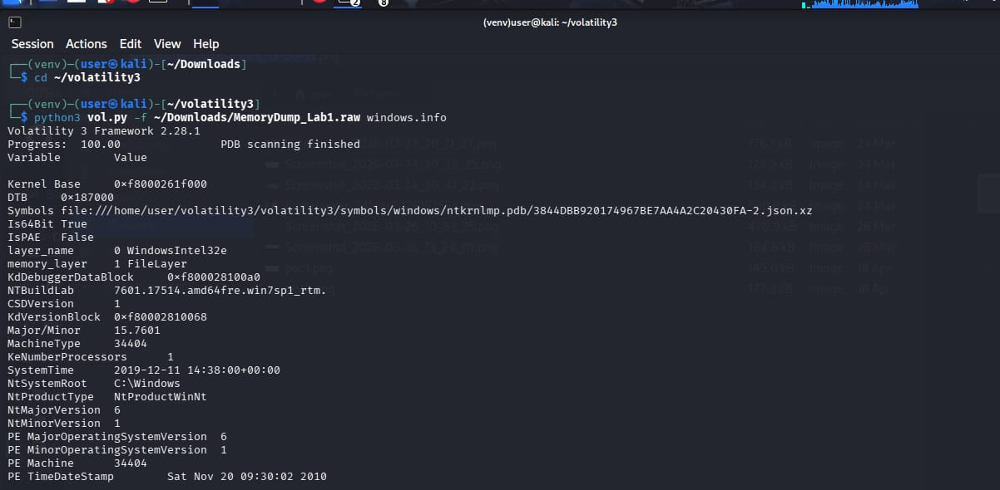 (venv)user@kali: ~/volatility3
Session Actions Edit View Help
┌──(venv)─(user㉿kali)-[~/Downloads]
└─$ cd ~/volatility3
┌──(venv)─(user㉿kali)-[~/volatility3]
└─$ python3 vol.py -f ~/Downloads/MemoryDump_Lab1.raw windows.info
Volatility 3 Framework 2.28.1
Progress: 100.00 PDB scanning finished
Variable Value
Kernel Base 0×f8000261f000
DTB 0×187000
Symbols file:///home/user/volatility3/volatility3/symbols/windows/ntkrnlmp.pdb/3844DBB920174967BE7AA4A2C20430FA-2.json.xz
Is64Bit True
IsPAE False
layer_name 0 WindowsIntel32e
memory_layer 1 FileLayer
KdDebuggerDataBlock 0×f800028100a0
NTBuildLab 7601.17514.amd64fre.win7sp1_rtm.
CSDVersion 1
KdVersionBlock 0×f80002810068
Major/Minor 15.7601
MachineType 34404
KeNumberProcessors 1
SystemTime 2019-12-11 14:38:00+00:00
NtSystemRoot C:\Windows
NtProductType NtProductWinNt
NtMajorVersion 6
NtMinorVersion 1
PE MajorOperatingSystemVersion 6
PE MinorOperatingSystemVersion 1
PE Machine 34404
PE TimeDateStamp Sat Nov 20 09:30:02 2010